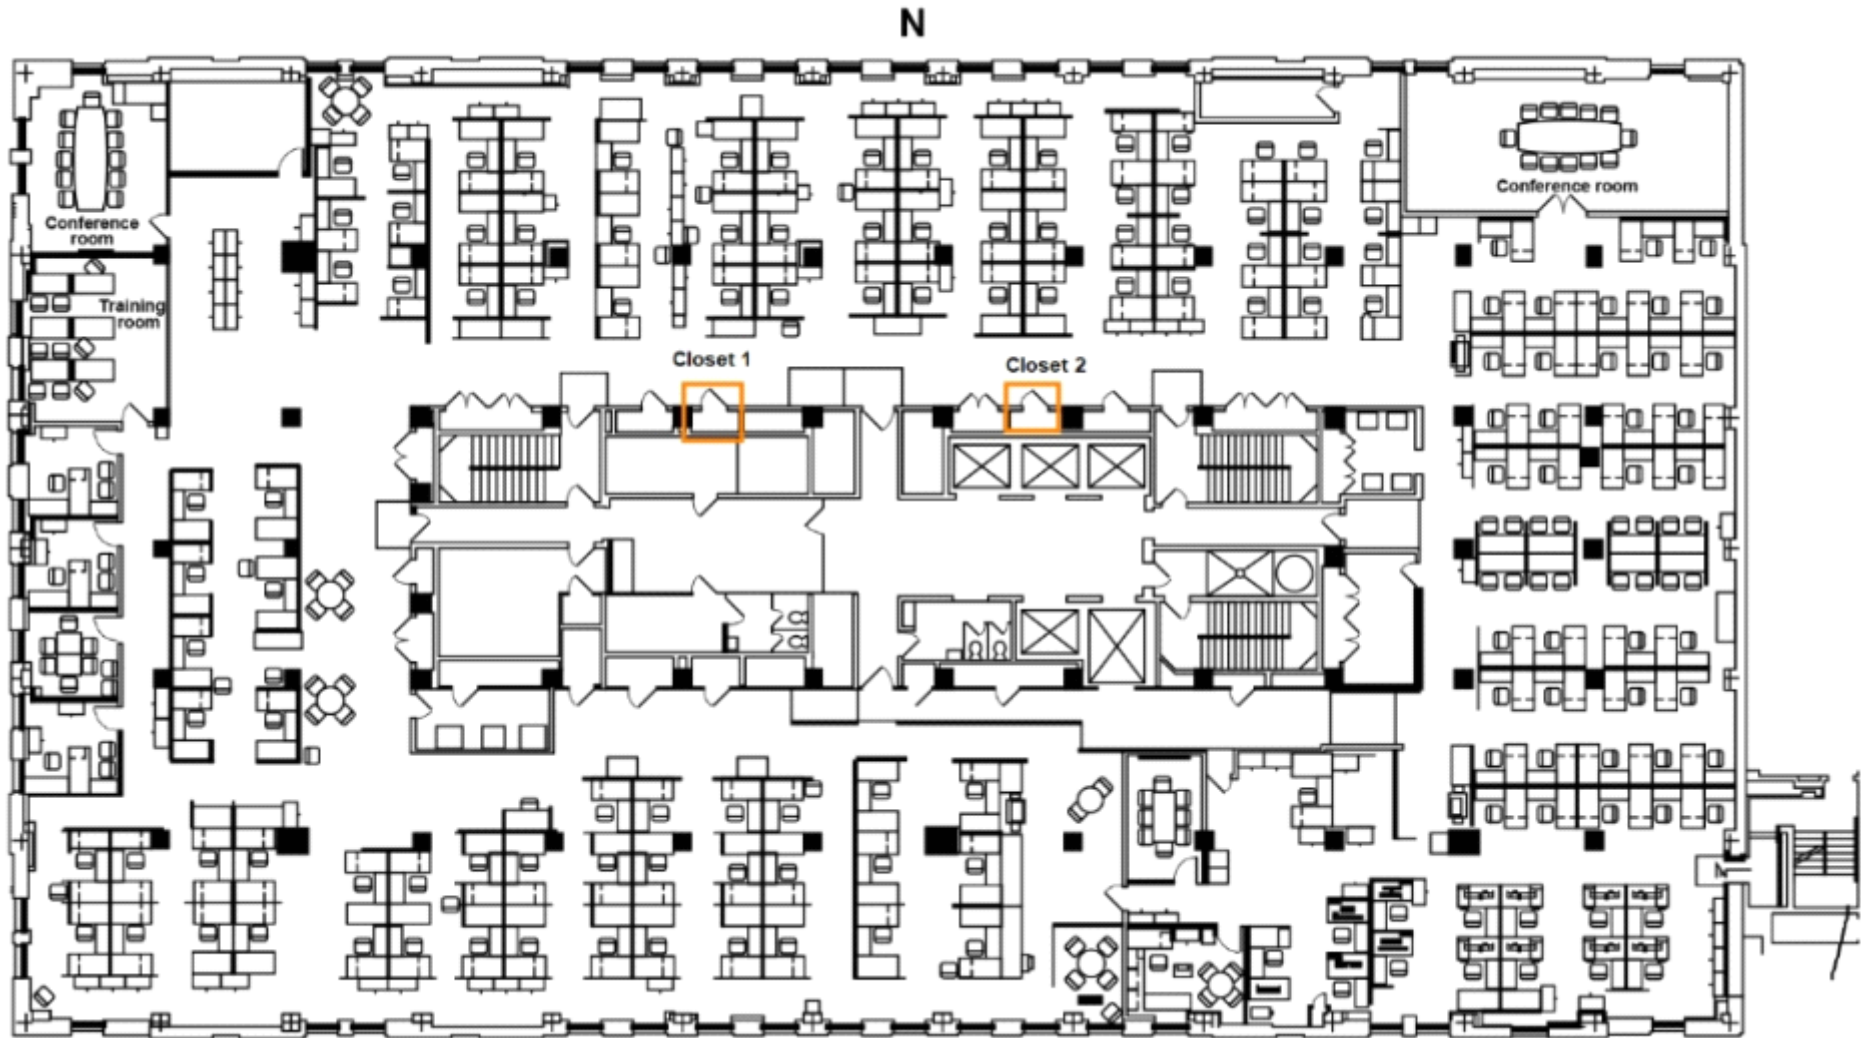 N
Conference
room
Conference room
Training
room
Closet 1
Closet 2